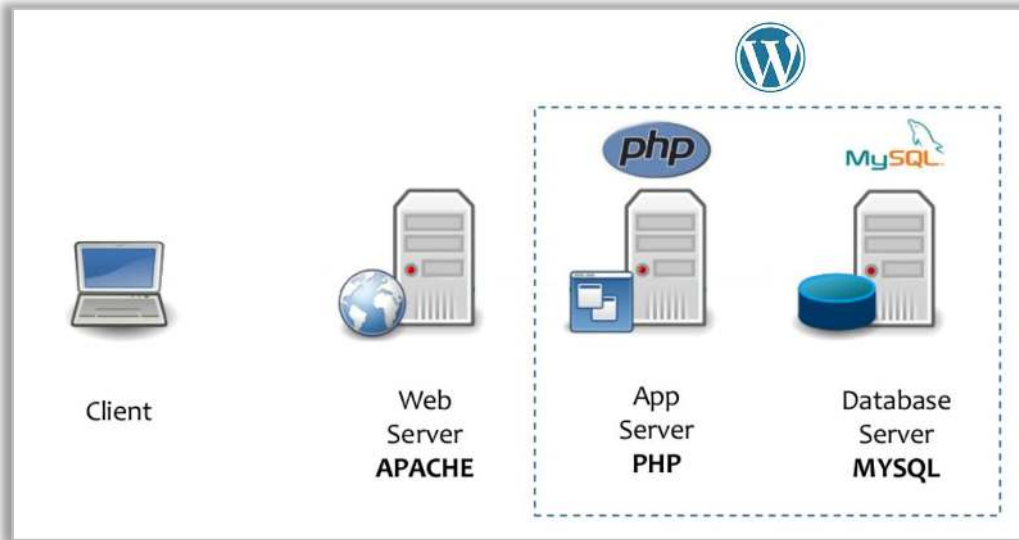 W
php
MySQL
Client
Web
Server
APACHE
App
Server
PHP
Database
Server
MYSQL